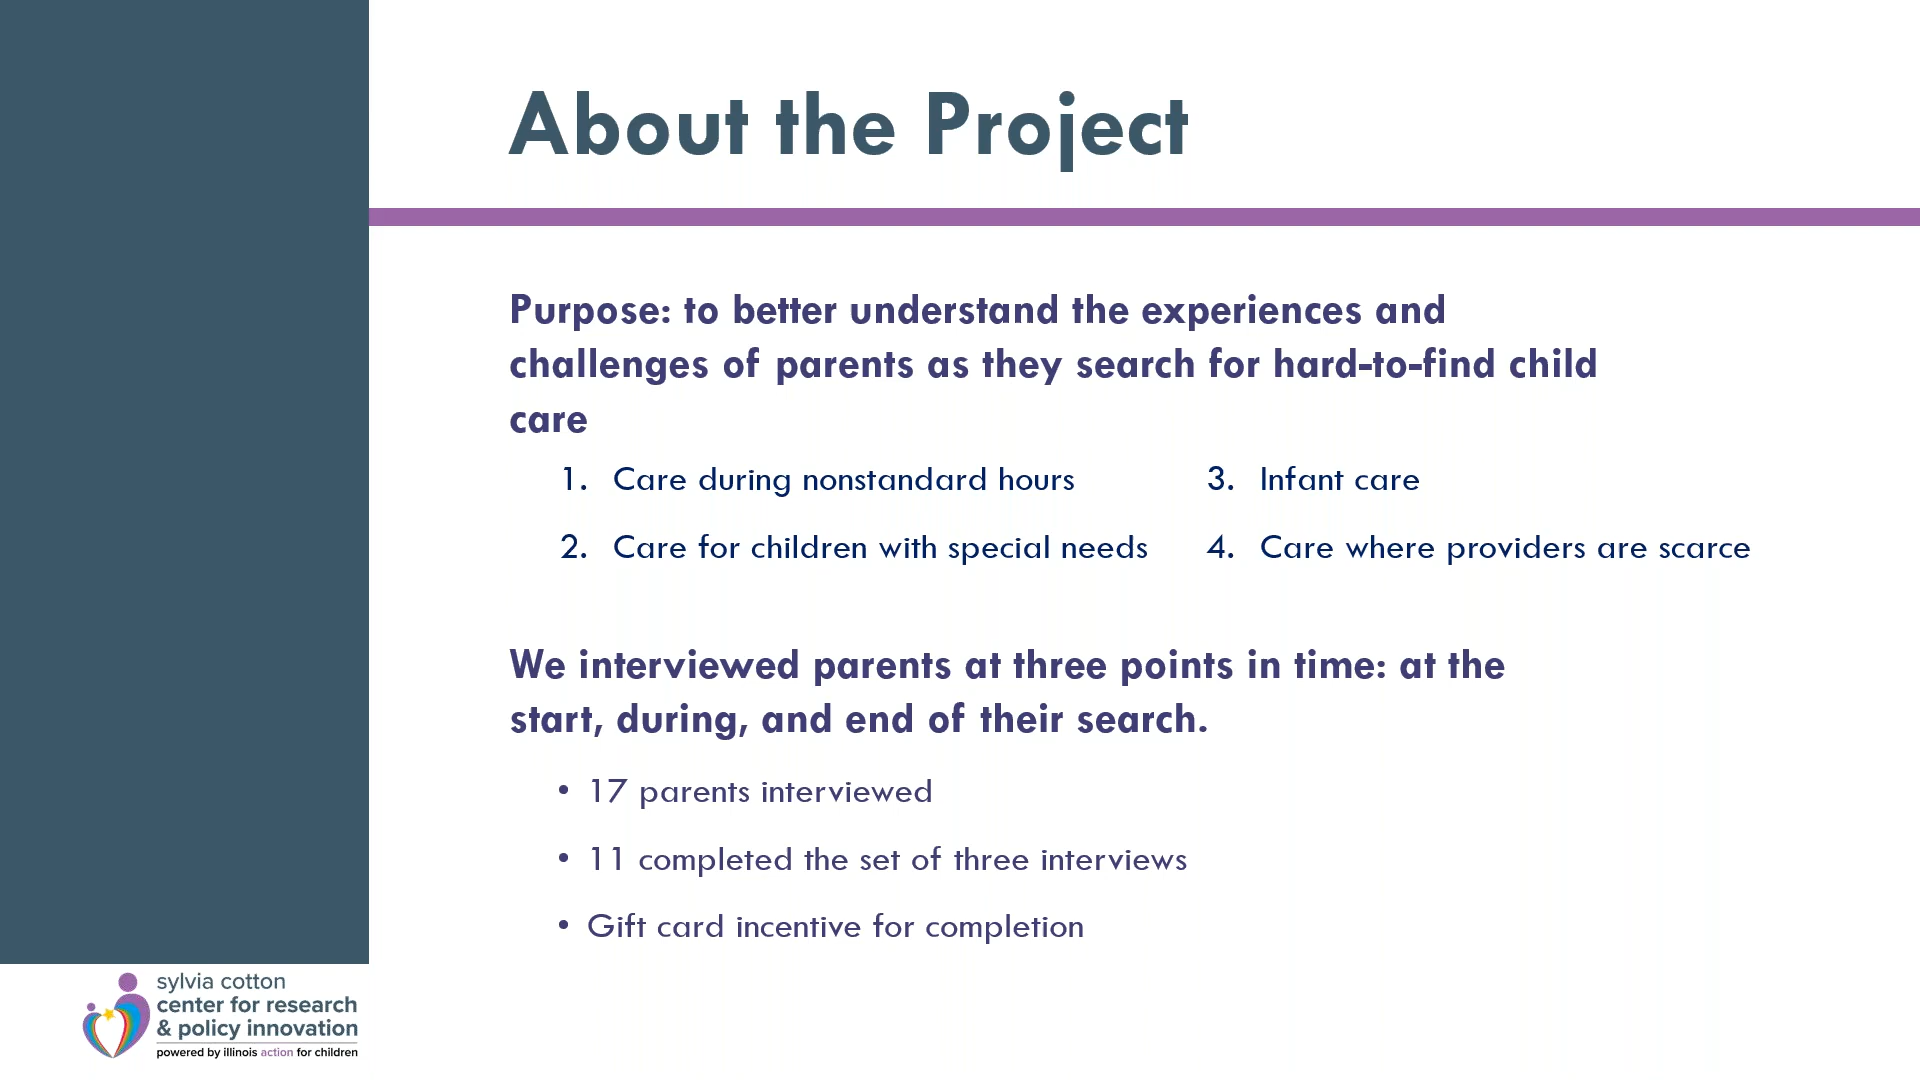 About the Project
Purpose: to better understand the experiences and
challenges of parents as they search for hard-to-find child
care
1. Care during nonstandard hours
2. Care for children with special needs
3. Infant care
4. Care where providers are scarce
We interviewed parents at three points in time: at the
start, during, and end of their search.
• 17 parents interviewed
• 11 completed the set of three interviews
• Gift card incentive for completion
sylvia cotton
center for research
& policy innovation
powered by illinois action for children